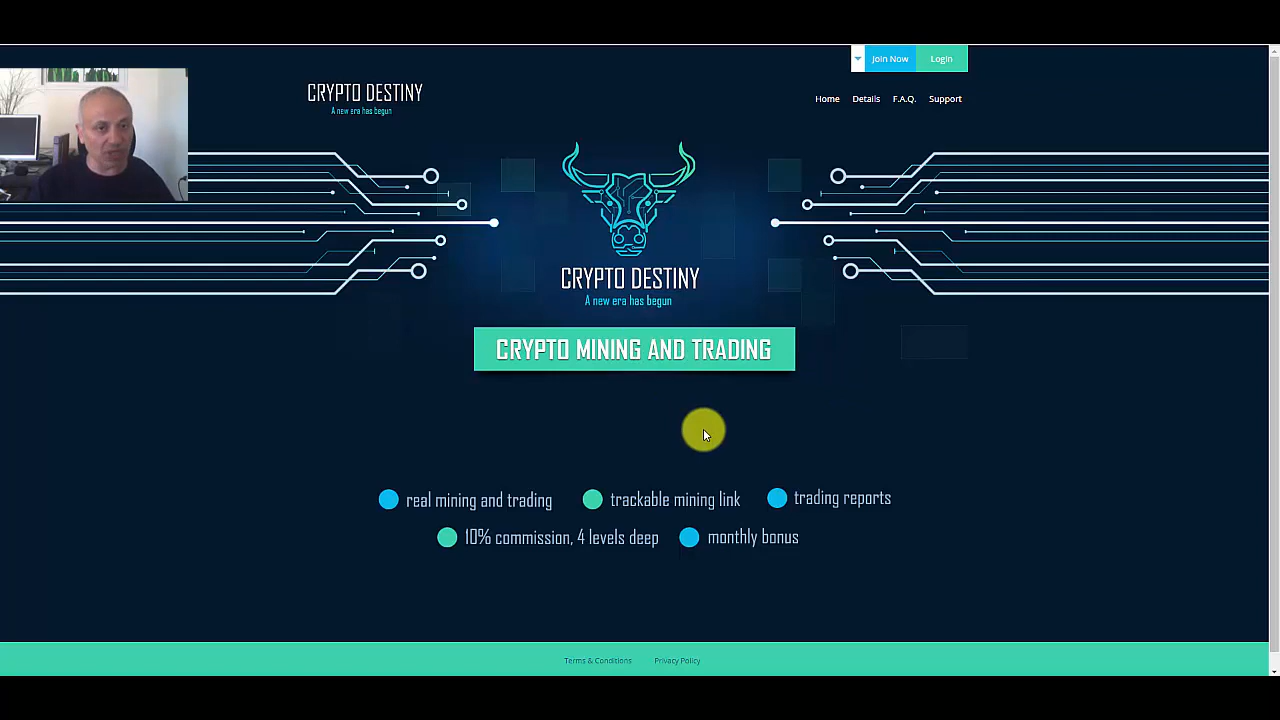 Join Now
Login
CRYPTO DESTINY
A new era has begun
Home Details F.A.Q. Support
CRYPTO DESTINY
A new era has begun
CRYPTO MINING AND TRADING
real mining and trading
trackable mining link
trading reports
10% commission, 4 levels deep
monthly bonus
Terms & Conditions
Privacy Policy